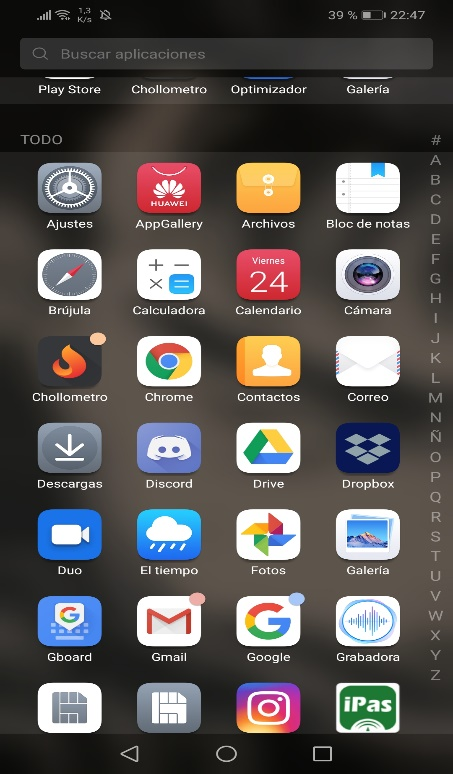 1,3
K/s
39 %
22:47
Buscar aplicaciones
Play Store
Chollometro
Optimizador
Galería
TODO
Viernes
24
HUAWEI
Ajustes
AppGallery
Archivos
Bloc de notas
Brújula
Calculadora
Calendario
Cámara
Chollometro
Chrome
Contactos
Correo
Descargas
Discord
Drive
Dropbox
Duo
El tiempo
Fotos
Galería
Gboard
Gmail
Google
Grabadora
iPas
#
A
B
C
D
E
F
G
H
I
J
K
L
M
N
Ñ
O
P
Q
R
S
T
U
V
W
X
Y
Z